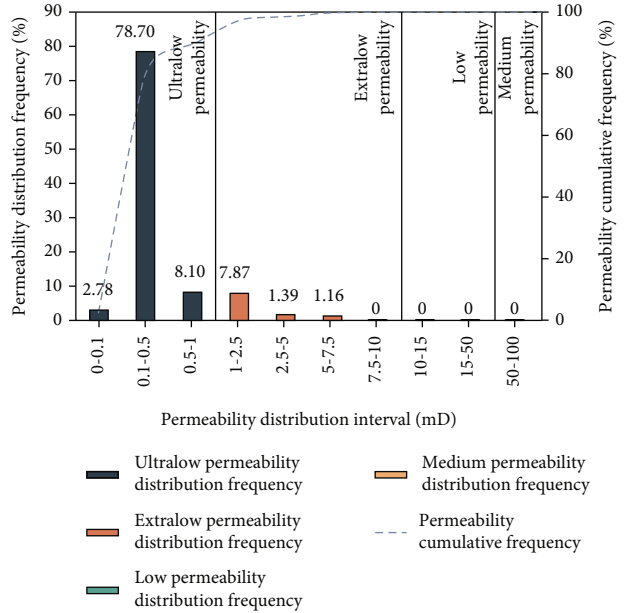 Permeability distribution frequency (%)
90
80
70
60
50
40
30
20
10
0
2.78
78.70
8.10
7.87
1.39
1.16
0
0
0
0
Ultralow
permeability
Extralow
permeability
Low
permeability
Medium
permeability
100
80
60
40
20
0
Permeability cumulative frequency (%)
0-0.1
0.1-0.5
0.5-1
1-2.5
2.5-5
5-7.5
7.5-10
10-15
15-50
50-100
Permeability distribution interval (mD)
Ultralow permeability
distribution frequency
Extralow permeability
distribution frequency
Low permeability
distribution frequency
Medium permeability
distribution frequency
Permeability
cumulative frequency